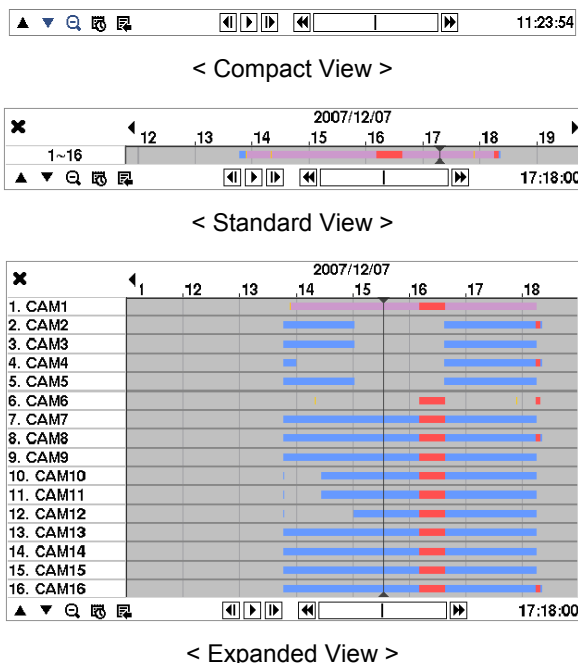 11:23:54
< Compact View >
2007/12/07
12 13 14 15 16 17 18 19
1~16
17:18:00
< Standard View >
2007/12/07
1 12 13 14 15 16 17 18
1. CAM1
2. CAM2
3. CAM3
4. CAM4
5. CAM5
6. CAM6
7. CAM7
8. CAM8
9. CAM9
10. CAM10
11. CAM11
12. CAM12
13. CAM13
14. CAM14
15. CAM15
16. CAM16
17:18:00
< Expanded View >